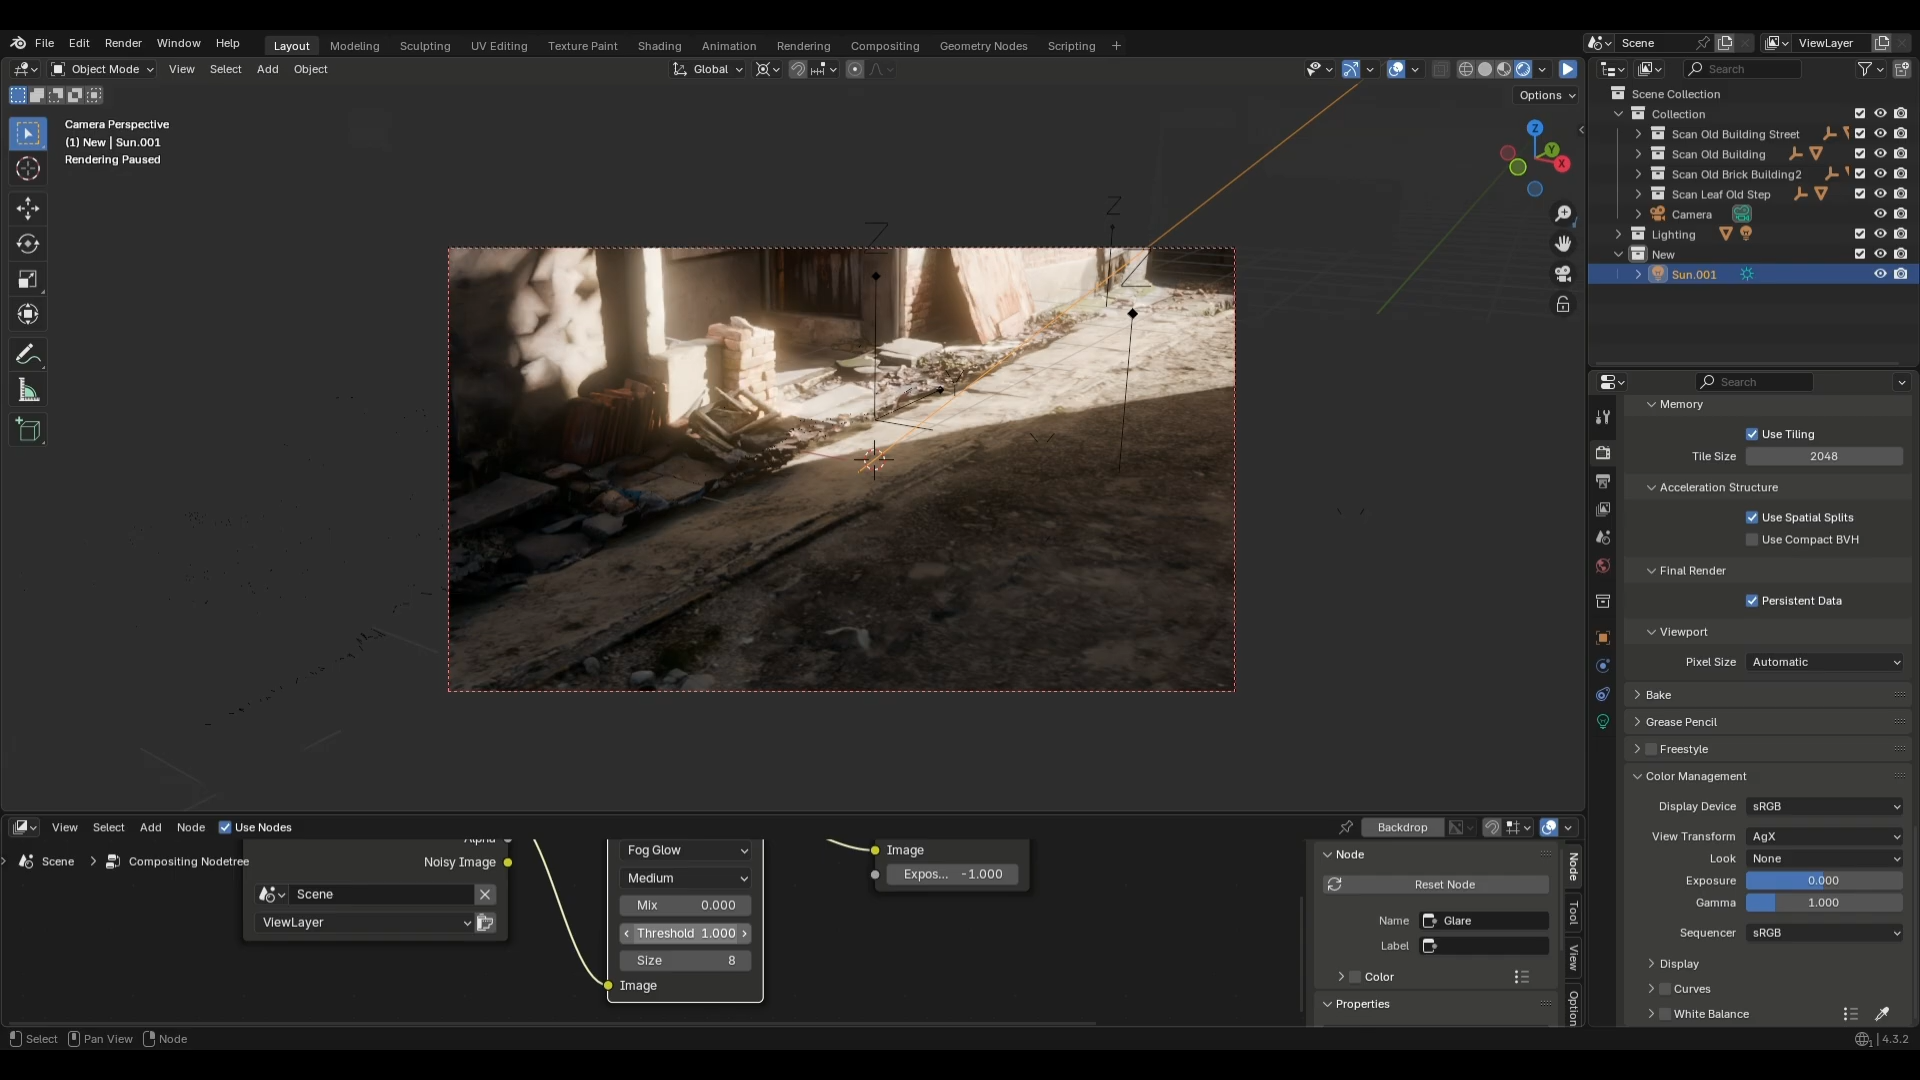 File Edit Render Window Help Layout Modeling Sculpting UV Editing Texture Paint Shading Animation Rendering Compositing Geometry Nodes Scripting + Scene ViewLayer
Object Mode View Select Add Object Global Search
Options
Camera Perspective
(1) New | Sun.001
Rendering Paused
Z
Y
X
Z
Z
Z
Scene Collection
Collection
Scan Old Building Street
Scan Old Building
Scan Old Brick Building2
Scan Leaf Old Step
Camera
Lighting
New
Sun.001
Search
Memory
Use Tiling
Tile Size 2048
Acceleration Structure
Use Spatial Splits
Use Compact BVH
Final Render
Persistent Data
Viewport
Pixel Size Automatic
Bake
Grease Pencil
Freestyle
Color Management
Display Device sRGB
View Transform AgX
Look None
Exposure 0.000
Gamma 1.000
Sequencer sRGB
Display
Curves
White Balance
View Select Add Node Use Nodes Backdrop
Scene > Compositing Nodetree
Alpha
Noisy Image
Scene
ViewLayer
Fog Glow
Medium
Mix 0.000
Threshold 1.000
Size 8
Image
Image
Expos... -1.000
Node
Reset Node
Name Glare
Label
Color
Properties
Node
Tool
View
Option
Select Pan View Node 4.3.2